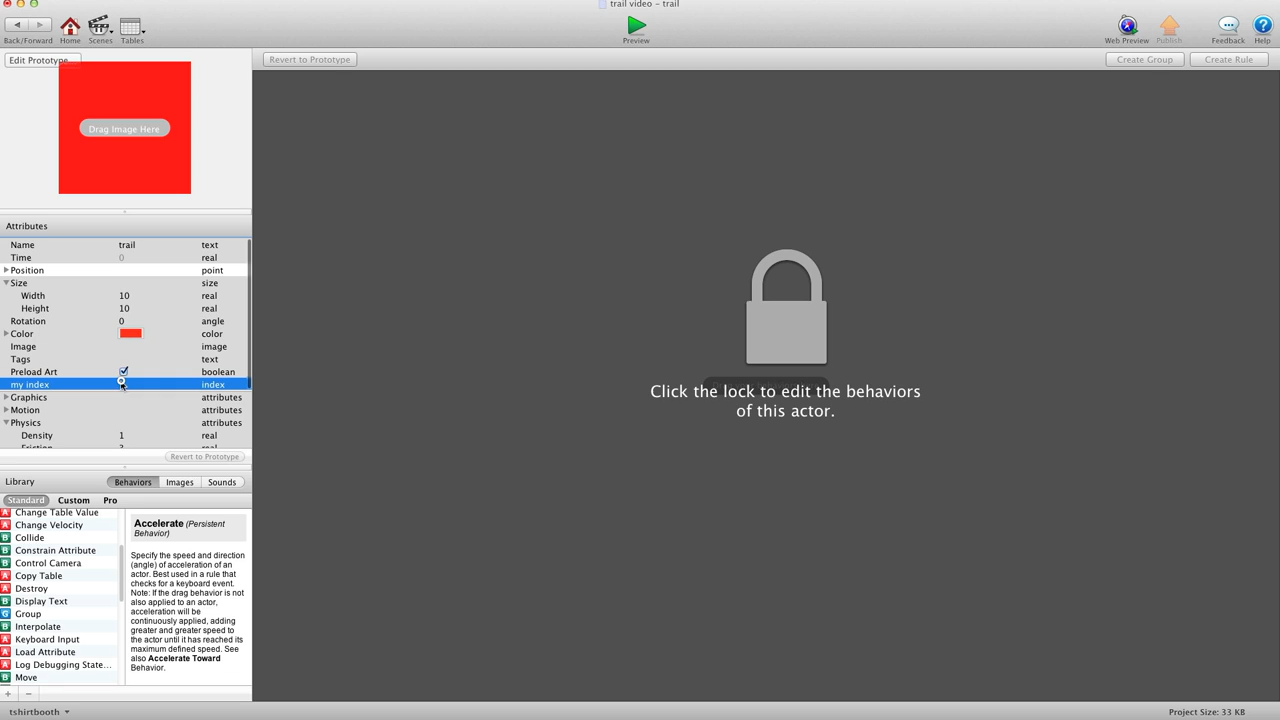 trail video – trail
Back/Forward
Home
Scenes
Tables
Preview
Web Preview
Publish
Feedback
Help
Edit Prototype...
Revert to Prototype
Create Group
Create Rule
Drag Image Here
Attributes
Name trail text
Time 0 real
Position point
Size size
Width 10 real
Height 10 real
Rotation 0 angle
Color color
Image image
Tags text
Preload Art boolean
my index index
Graphics attributes
Motion attributes
Physics attributes
Density 1 real
Friction 3 real
Revert to Prototype
Library Behaviors Images Sounds
Standard Custom Pro
Change Table Value
Change Velocity
Collide
Constrain Attribute
Control Camera
Copy Table
Destroy
Display Text
Group
Interpolate
Keyboard Input
Load Attribute
Log Debugging State...
Move
Accelerate (Persistent
Behavior)
Specify the speed and direction
(angle) of acceleration of an
actor. Best used in a rule that
checks for a keyboard event.
Note: If the drag behavior is not
also applied to an actor,
acceleration will be
continuously applied, adding
greater and greater speed to
the actor until it has reached its
maximum defined speed. See
also Accelerate Toward
Behavior.
Click the lock to edit the behaviors
of this actor.
tshirtbooth
Project Size: 33 KB